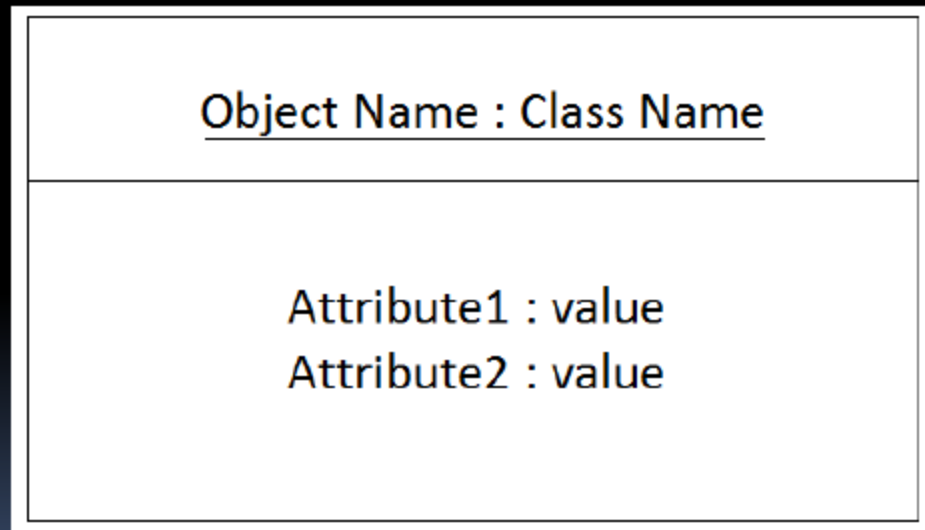 Object Name : Class Name
Attribute1 : value
Attribute2 : value